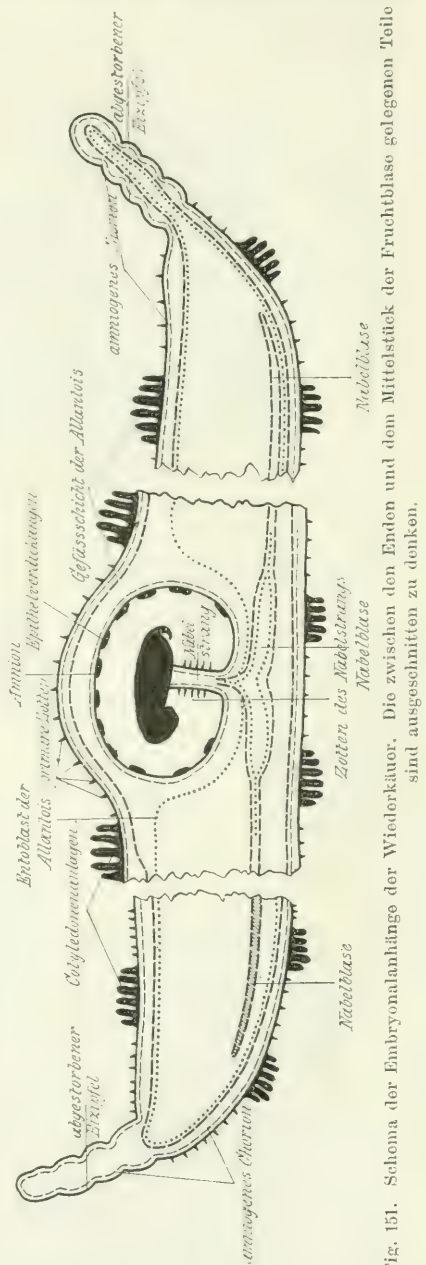 abgestorbener
Eizipfel
amniogenes Chorion
Nabelblase
Gefässschicht der Allantois
Epithelverdickungen
Amnion
Nabel
strang
Zotten des Nabelstrangs
Nabelblase
Entoblast der
Allantois
primäre Zotten
Cotyledonenanlagen
abgestorbener
Eizipfel
Amniogenes Chorion
Nabelblase
Fig. 151. Schema der Embryonalanhänge der Wiederkäuer. Die zwischen den Enden und dem Mittelstück der Fruchtblase gelegenen Teile
sind ausgeschnitten zu denken.